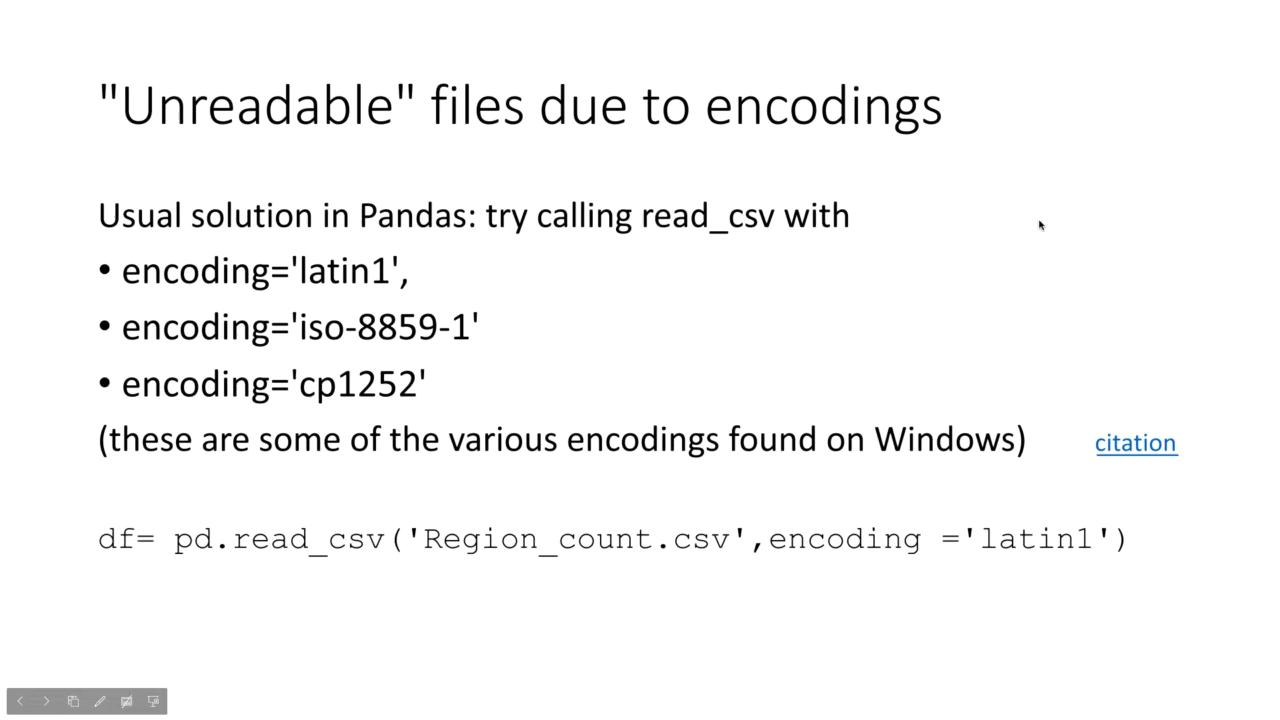 "Unreadable" files due to encodings
Usual solution in Pandas: try calling read_csv with
• encoding='latin1',
• encoding='iso-8859-1'
• encoding='cp1252'
(these are some of the various encodings found on Windows) citation
df= pd.read_csv('Region_count.csv',encoding ='latin1')